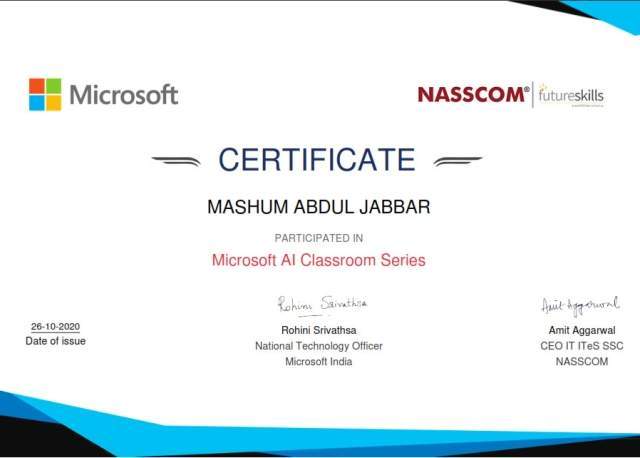 Microsoft
NASSCOM® futureskills
CERTIFICATE
MASHUM ABDUL JABBAR
PARTICIPATED IN
Microsoft AI Classroom Series
Rohini Srivathsa
Amit Aggarwal
26-10-2020
Date of issue
Rohini Srivathsa
National Technology Officer
Microsoft India
Amit Aggarwal
CEO IT ITeS SSC
NASSCOM